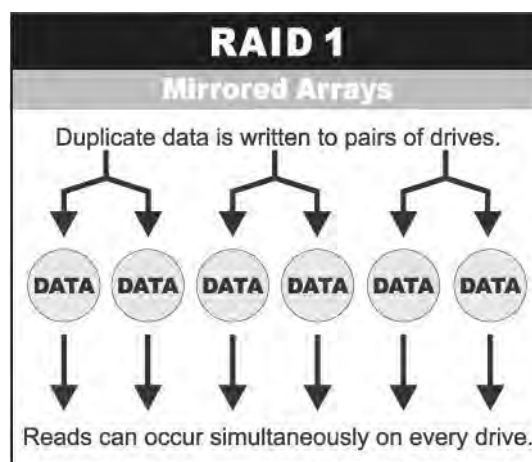 RAID 1
Mirrored Arrays
Duplicate data is written to pairs of drives.
DATA DATA DATA DATA DATA DATA
Reads can occur simultaneously on every drive.